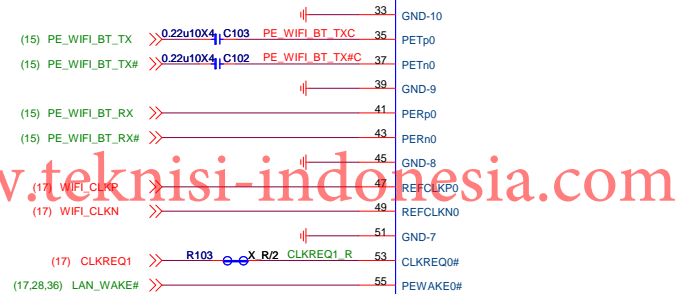 33 GND-10
(15) PE_WIFI_BT_TX 0.22u10X4 C103 PE_WIFI_BT_TXC 35 PETp0
(15) PE_WIFI_BT_TX# 0.22u10X4 C102 PE_WIFI_BT_TX#C 37 PETn0
39 GND-9
(15) PE_WIFI_BT_RX 41 PERp0
(15) PE_WIFI_BT_RX# 43 PERn0
45 GND-8
w.teknisi-indonesia.com
(17) WIFI_CLKP 47 REFCLKP0
(17) WIFI_CLKN 49 REFCLKN0
51 GND-7
(17) CLKREQ1 R103 X_R/2 CLKREQ1_R 53 CLKREQ0#
(17,28,36) LAN_WAKE# 55 PEWAKE0#